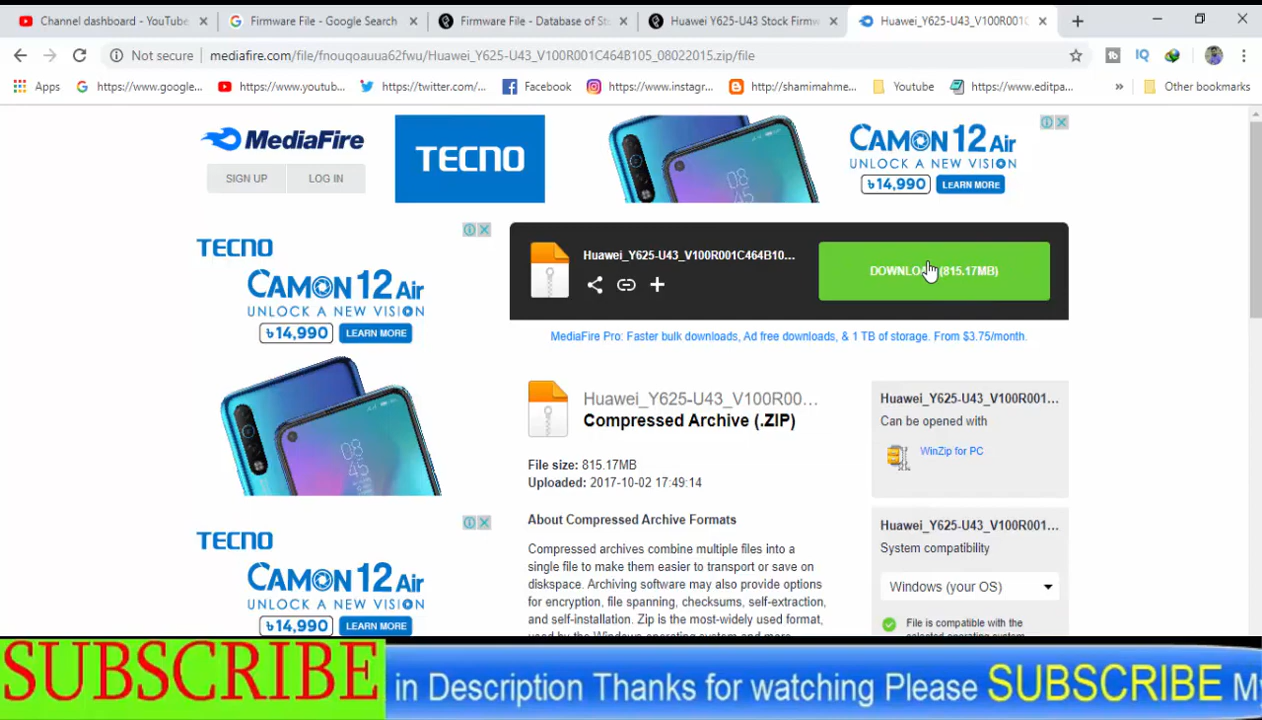 Channel dashboard - YouTube
Firmware File - Google Search
Firmware File - Database of St
Huawei Y625-U43 Stock Firmw
Huawei_Y625-U43_V100R001C
Not secure
mediafire.com/file/fnouqoauua62fwu/Huawei_Y625-U43_V100R001C464B105_08022015.zip/file
Apps
https://www.google...
https://www.youtub...
https://twitter.com/...
Facebook
https://www.instagr...
http://shamimahme...
Youtube
https://www.editpa...
»
Other bookmarks
MediaFire
SIGN UP
LOG IN
TECNO
CAMON 12 Air
UNLOCK A NEW VISION
৳14,990
LEARN MORE
TECNO
CAMON 12 Air
UNLOCK A NEW VISION
৳14,990
LEARN MORE
Huawei_Y625-U43_V100R001C464B10...
(815.17MB)
MediaFire Pro: Faster bulk downloads, Ad free downloads, & 1 TB of storage. From $3.75/month.
Huawei_Y625-U43_V100R00...
Compressed Archive (.ZIP)
File size: 815.17MB
Uploaded: 2017-10-02 17:49:14
About Compressed Archive Formats
Compressed archives combine multiple files into a
single file to make them easier to transport or save on
diskspace. Archiving software may also provide options
for encryption, file spanning, checksums, self-extraction,
and self-installation. Zip is the most-widely used format,
Huawei_Y625-U43_V100R001...
Can be opened with
WinZip for PC
Huawei_Y625-U43_V100R001...
System compatibility
Windows (your OS)
File is compatible with the
TECNO
CAMON 12 Air
UNLOCK A NEW VISION
৳14,990
LEARN MORE
SUBSCRIBE
in Description Thanks for watching Please SUBSCRIBE My